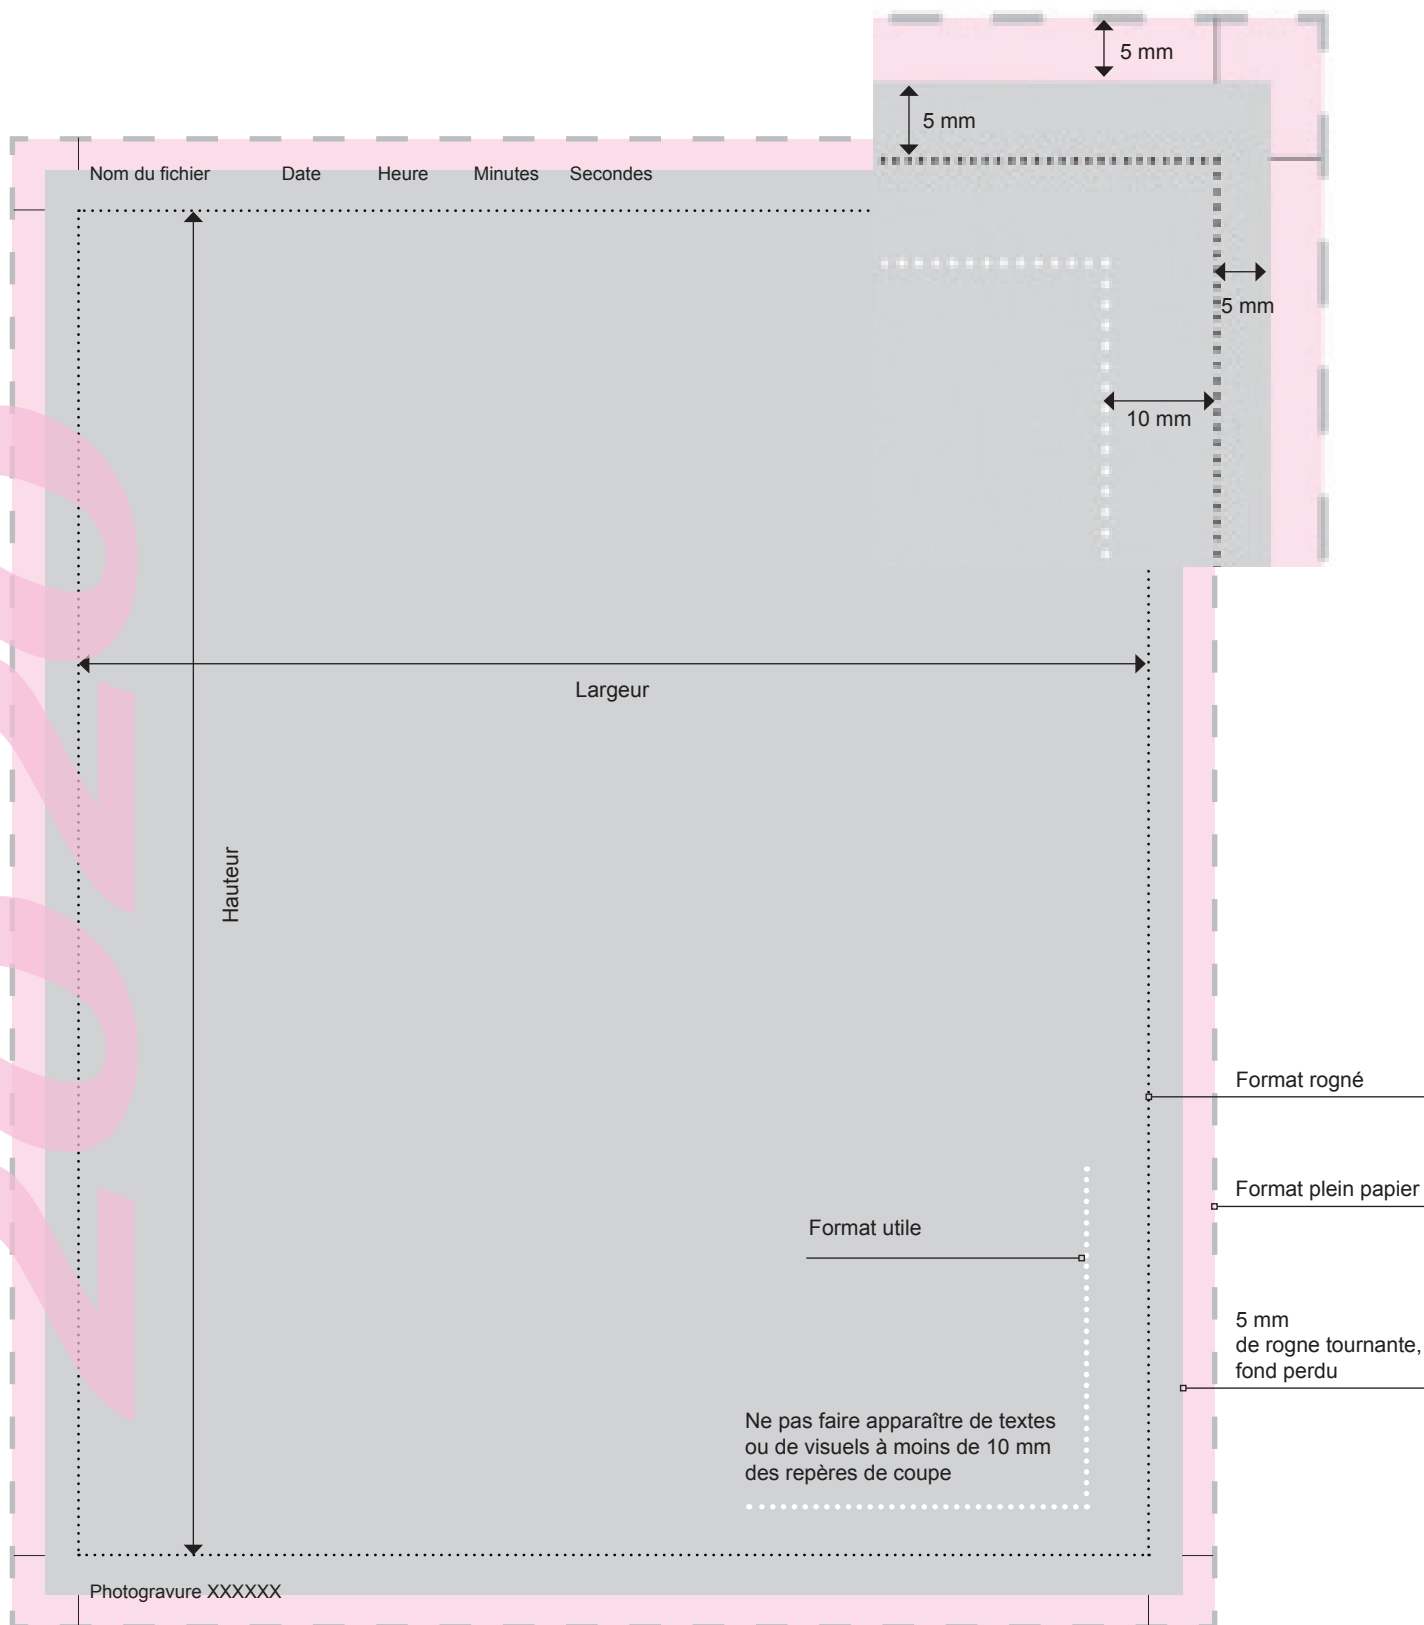 5 mm
5 mm
Nom du fichier Date Heure Minutes Secondes
5 mm
10 mm
Largeur
Hauteur
Format rogné
Format plein papier
Format utile
5 mm
de rogne tournante,
fond perdu
Ne pas faire apparaître de textes
ou de visuels à moins de 10 mm
des repères de coupe
Photogravure XXXXXX